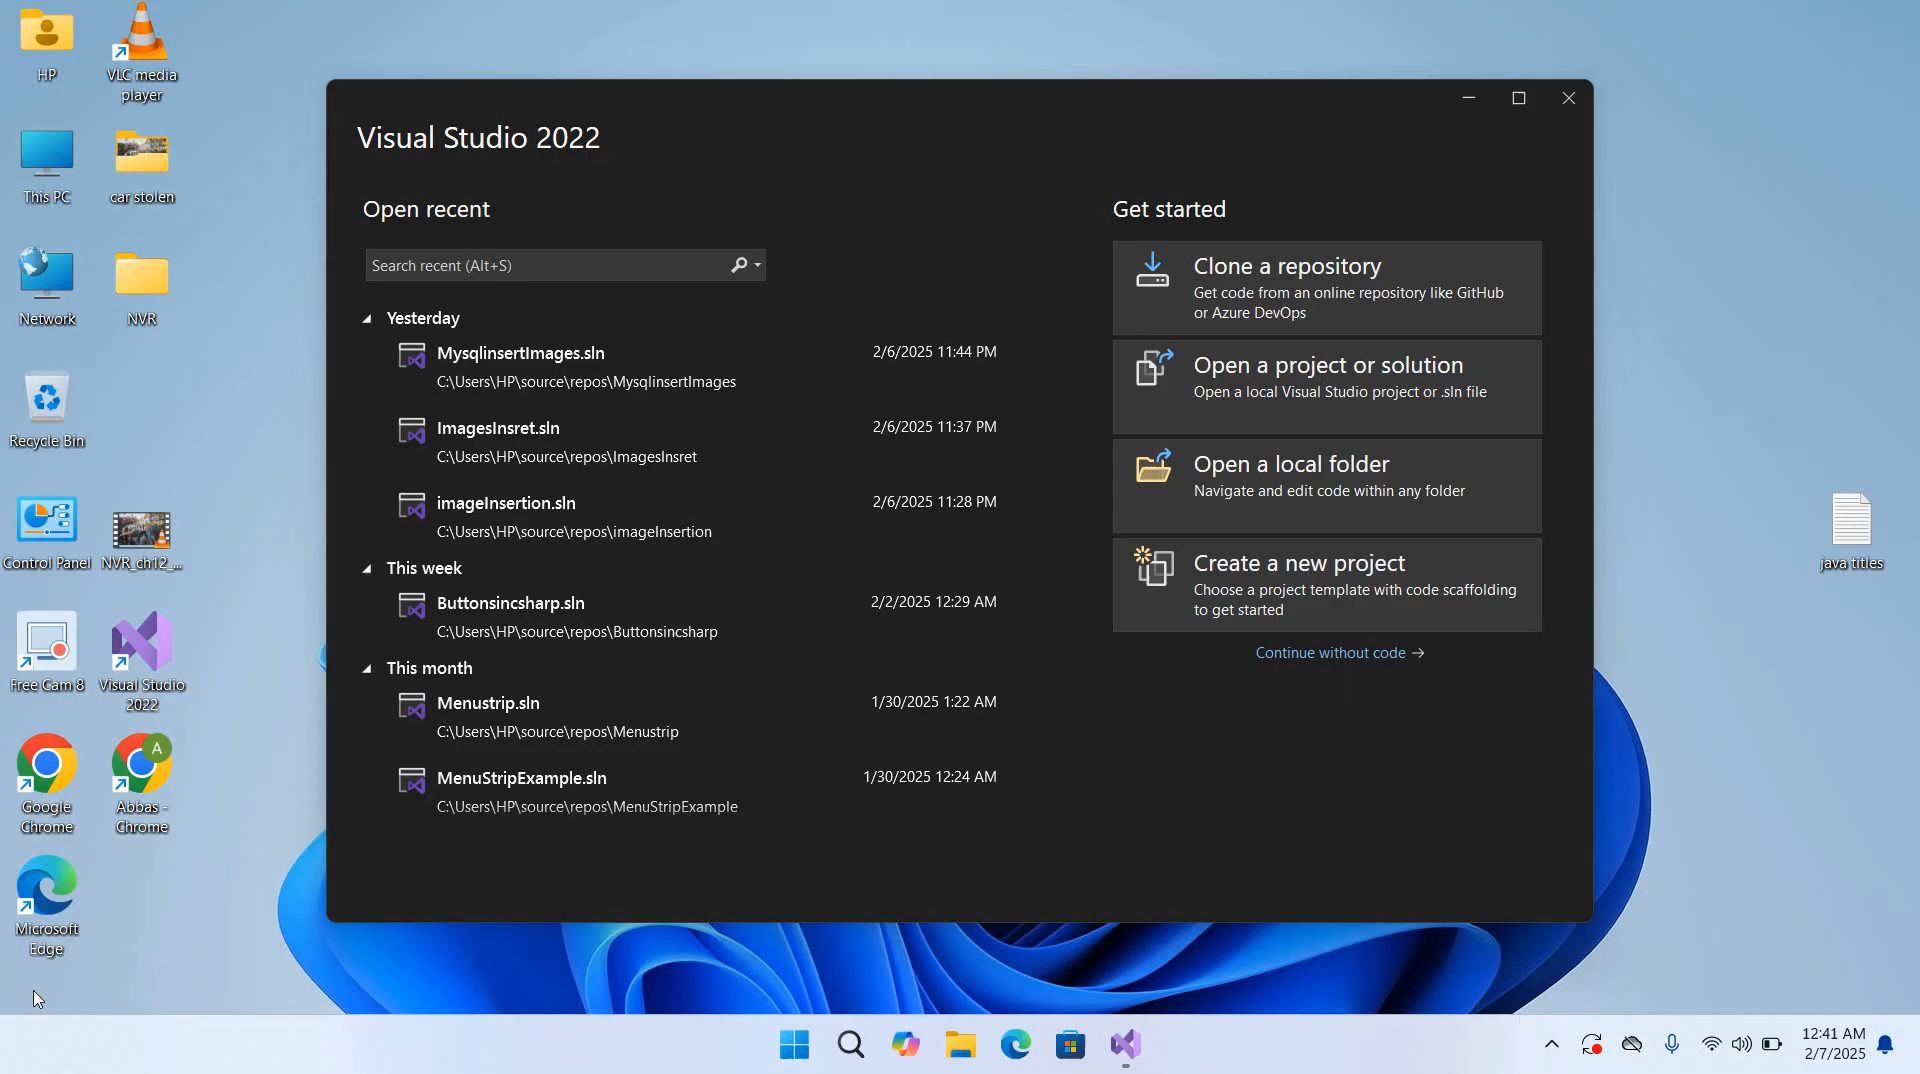 HP
VLC media
player
This PC
car stolen
Network
NVR
Recycle Bin
Control Panel
NVR_ch12_...
Free Cam 8
Visual Studio
2022
Google
Chrome
A
Abbas -
Chrome
Microsoft
Edge
Visual Studio 2022
Open recent
Search recent (Alt+S)
Yesterday
MysqlinsertImages.sln
2/6/2025 11:44 PM
C:\Users\HP\source\repos\MysqlinsertImages
ImagesInsret.sln
2/6/2025 11:37 PM
C:\Users\HP\source\repos\ImagesInsret
imageInsertion.sln
2/6/2025 11:28 PM
C:\Users\HP\source\repos\imageInsertion
This week
Buttonsincsharp.sln
2/2/2025 12:29 AM
C:\Users\HP\source\repos\Buttonsincsharp
This month
Menustrip.sln
1/30/2025 1:22 AM
C:\Users\HP\source\repos\Menustrip
MenuStripExample.sln
1/30/2025 12:24 AM
C:\Users\HP\source\repos\MenuStripExample
Get started
Clone a repository
Get code from an online repository like GitHub
or Azure DevOps
Open a project or solution
Open a local Visual Studio project or .sln file
Open a local folder
Navigate and edit code within any folder
Create a new project
Choose a project template with code scaffolding
to get started
Continue without code →
java titles
12:41 AM
2/7/2025